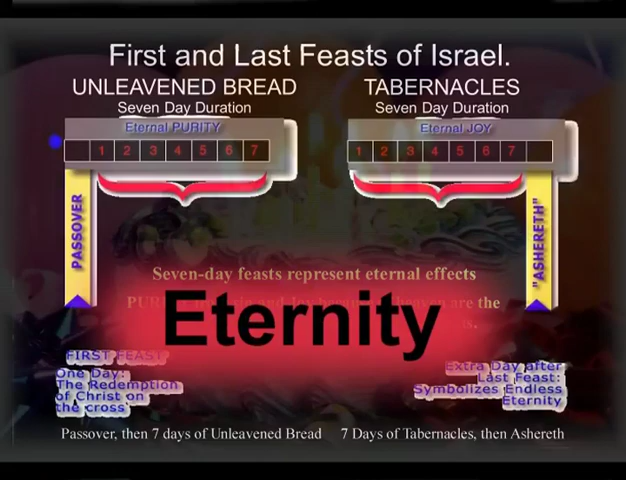 First and Last Feasts of Israel.
UNLEAVENED BREAD
Seven Day Duration
Eternal PURITY
1 2 3 4 5 6 7
PASSOVER
TABERNACLES
Seven Day Duration
Eternal JOY
1 2 3 4 5 6 7
"ASHERETH"
Seven-day feasts represent eternal effects
are the
Eternity
FIRST FEAST
One Day:
The Redemption
of Christ on
the cross
Extra Day after
Last Feast:
Symbolizes Endless
Eternity
Passover, then 7 days of Unleavened Bread
7 Days of Tabernacles, then Ashereth